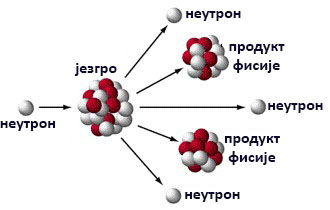 неутрон
продукт
фисије
језгро
неутрон
неутрон
продукт
фисије
неутрон